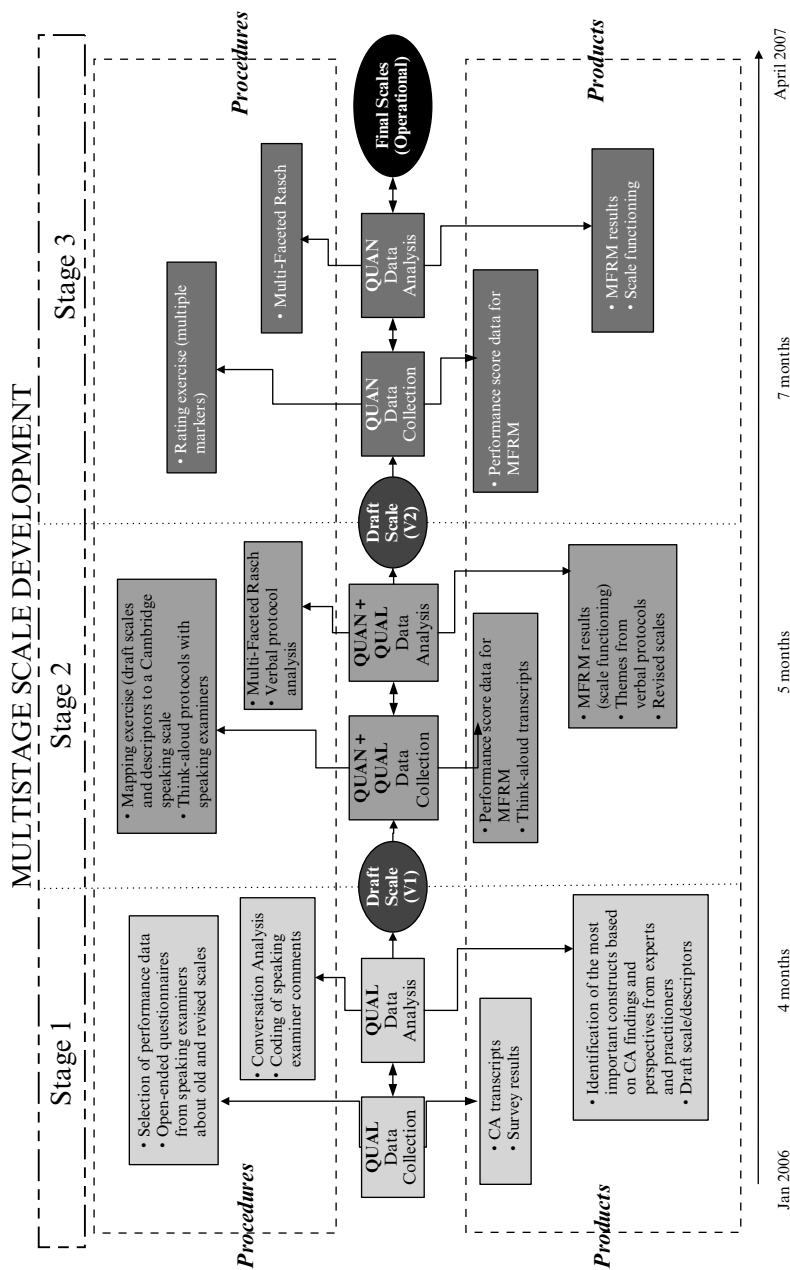 MULTISTAGE SCALE DEVELOPMENT
Stage 1
Stage 2
Stage 3
Procedures
Procedures
• Selection of performance data
• Open-ended questionnaires
from speaking examiners
about old and revised scales
• Conversation Analysis
• Coding of speaking
examiner comments
• Mapping exercise (draft scales
and descriptors to a Cambridge
speaking scale
• Think-aloud protocols with
speaking examiners
• Multi-Faceted Rasch
• Verbal protocol
analysis
• Rating exercise (multiple
markers)
• Multi-Faceted Rasch
QUAL
Data
Collection
QUAL
Data
Analysis
Draft
Scale
(V1)
QUAN +
QUAL
Data
Collection
QUAN +
QUAL
Data
Analysis
Draft
Scale
(V2)
QUAN
Data
Collection
QUAN
Data
Analysis
Final Scales
(Operational)
Products
Products
• CA transcripts
• Survey results
• Identification of the most
important constructs based
on CA findings and
perspectives from experts
and practitioners
• Draft scale/descriptors
• Performance score data for
MFRM
• Think-aloud transcripts
• MFRM results
(scale functioning)
• Themes from
verbal protocols
• Revised scales
• Performance score data for
MFRM
• MFRM results
• Scale functioning
Jan 2006
4 months
5 months
7 months
April 2007